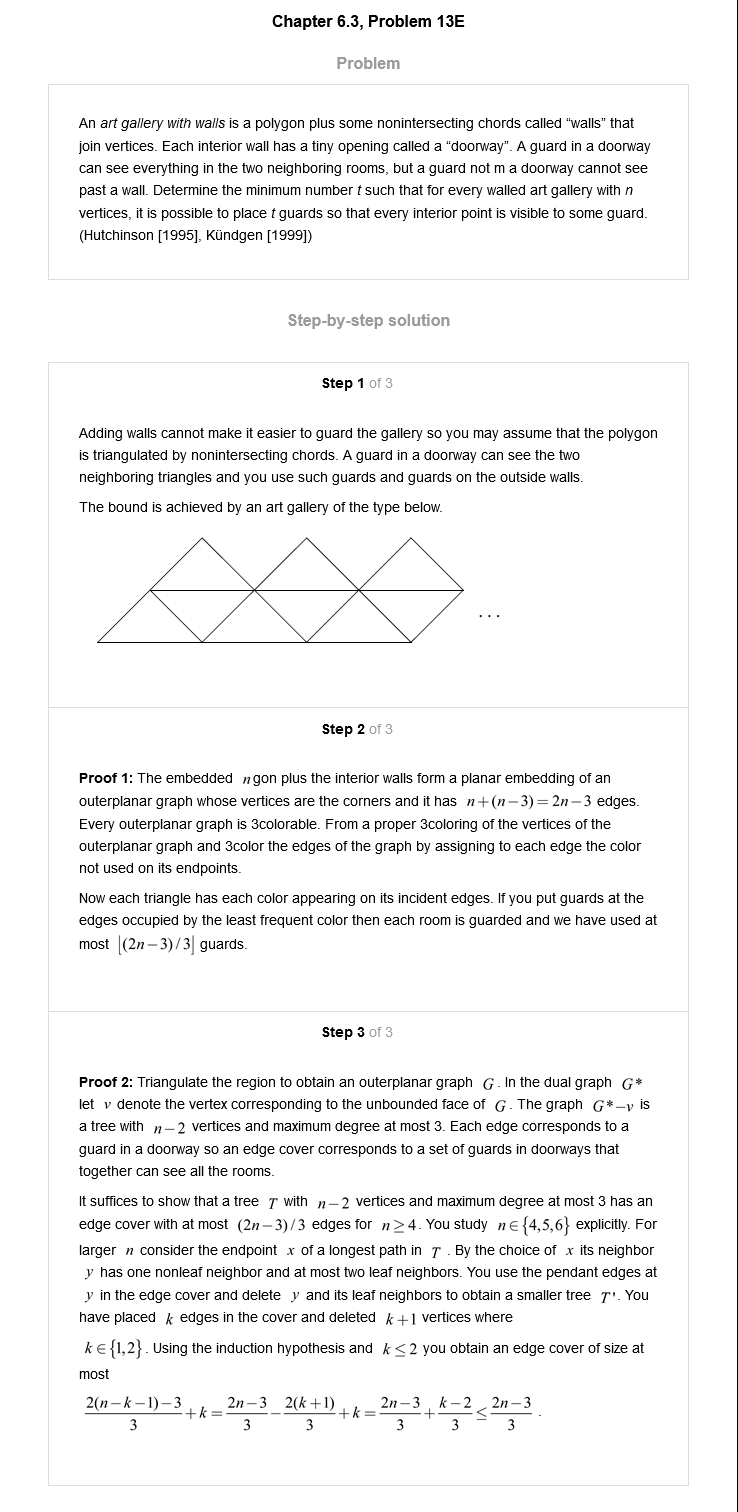 Chapter 6.3, Problem 13E
Problem
An art gallery with walls is a polygon plus some nonintersecting chords called “walls” that
join vertices. Each interior wall has a tiny opening called a “doorway”. A guard in a doorway
can see everything in the two neighboring rooms, but a guard not m a doorway cannot see
past a wall. Determine the minimum number t such that for every walled art gallery with n
vertices, it is possible to place t guards so that every interior point is visible to some guard.
(Hutchinson [1995], Kündgen [1999])
Step-by-step solution
Step 1 of 3
Adding walls cannot make it easier to guard the gallery so you may assume that the polygon
is triangulated by nonintersecting chords. A guard in a doorway can see the two
neighboring triangles and you use such guards and guards on the outside walls.
The bound is achieved by an art gallery of the type below.
...
Step 2 of 3
Proof 1: The embedded n gon plus the interior walls form a planar embedding of an
outerplanar graph whose vertices are the corners and it has n+(n−3)=2n−3 edges.
Every outerplanar graph is 3colorable. From a proper 3coloring of the vertices of the
outerplanar graph and 3color the edges of the graph by assigning to each edge the color
not used on its endpoints.
Now each triangle has each color appearing on its incident edges. If you put guards at the
edges occupied by the least frequent color then each room is guarded and we have used at
most ⌊(2n−3)/3⌋ guards.
Step 3 of 3
Proof 2: Triangulate the region to obtain an outerplanar graph G. In the dual graph G*
let v denote the vertex corresponding to the unbounded face of G. The graph G*−v is
a tree with n−2 vertices and maximum degree at most 3. Each edge corresponds to a
guard in a doorway so an edge cover corresponds to a set of guards in doorways that
together can see all the rooms.
It suffices to show that a tree T with n−2 vertices and maximum degree at most 3 has an
edge cover with at most (2n−3)/3 edges for n≥4. You study n∈{4,5,6} explicitly. For
larger n consider the endpoint x of a longest path in T. By the choice of x its neighbor
y has one nonleaf neighbor and at most two leaf neighbors. You use the pendant edges at
y in the edge cover and delete y and its leaf neighbors to obtain a smaller tree T'. You
have placed k edges in the cover and deleted k+1 vertices where
k∈{1,2}. Using the induction hypothesis and k≤2 you obtain an edge cover of size at
most
2(n−k−1)−3/3 + k = 2n−3/3 − 2(k+1)/3 + k = 2n−3/3 + k−2/3 ≤ 2n−3/3.